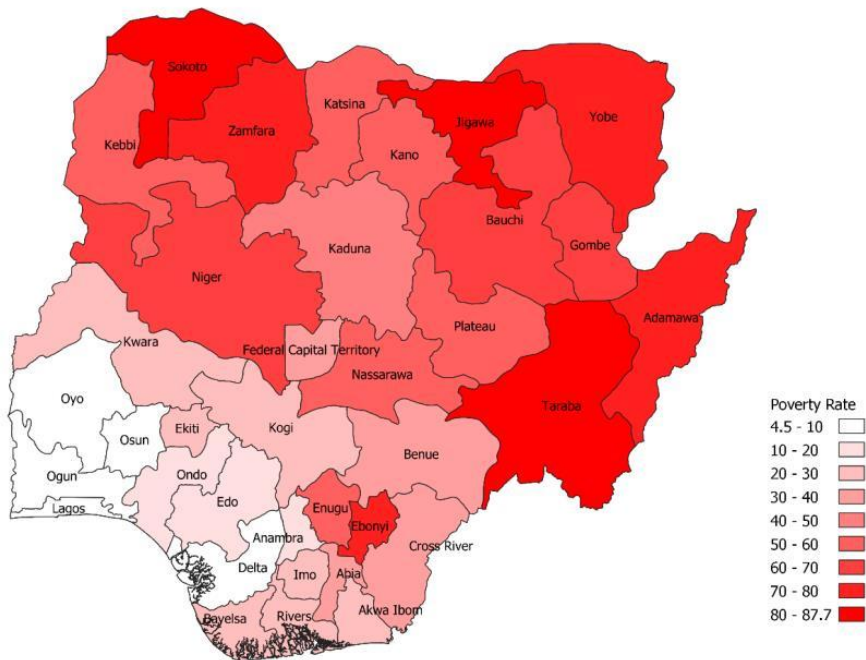 Sokoto
Katsina
Jigawa
Yobe
Zamfara
Kebbi
Kano
Bauchi
Gombe
Kaduna
Niger
Adamawa
Plateau
Kwara
Federal Capital Territory
Nassarawa
Oyo
Taraba
Ekiti
Kogi
Osun
Benue
Ondo
Ogun
Edo
Lagos
Enugu
Ebonyi
Anambra
Cross River
Delta
Imo
Abia
Akwa Ibom
Bayelsa
Rivers
Poverty Rate
4.5 - 10
10 - 20
20 - 30
30 - 40
40 - 50
50 - 60
60 - 70
70 - 80
80 - 87.7